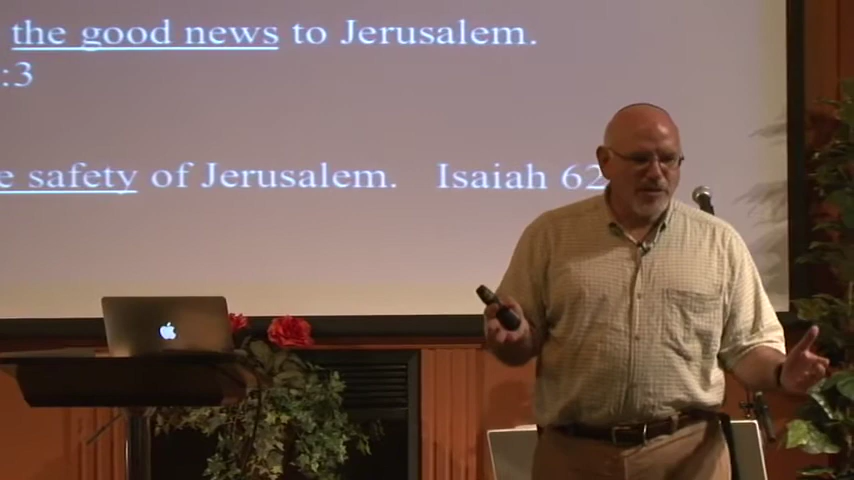 the good news to Jerusalem.
:3
safety of Jerusalem. Isaiah 62